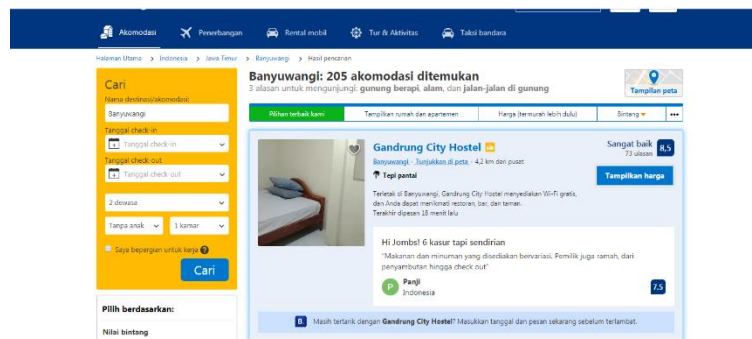 Akomodasi
Penerbangan
Rental mobil
Tur & Aktivitas
Taksi bandara
Halaman Utama > Indonesia > Jawa Timur > Banyuwangi > Hasil pencarian
Cari
Nama destinasi/akomodasi:
Banyuwangi
Tanggal check-in
Tanggal check-in
Tanggal check-out
Tanggal check-out
2 dewasa
Tanpa anak
1 kamar
Saya bepergian untuk kerja
Cari
Pilih berdasarkan:
Nilai bintang
Banyuwangi: 205 akomodasi ditemukan
3 alasan untuk mengunjungi: gunung berapi, alam, dan jalan-jalan di gunung
Tampilan peta
Pilihan terbaik kami
Tampilkan rumah dan apartemen
Harga (termurah lebih dulu)
Bintang
Gandrung City Hostel
Banyuwangi - Tunjukkan di peta - 4,2 km dari pusat
Tepi pantai
Sangat baik 8,5
73 ulasan
Tampilkan harga
Terletak di Banyuwangi, Gandrung City Hostel menyediakan Wi-Fi gratis,
dan Anda dapat menikmati restoran, bar, dan taman.
Terakhir dipesan 18 menit lalu
Hi Jombs! 6 kasur tapi sendirian
"Makanan dan minuman yang disediakan bervariasi. Pemilik juga ramah, dari
penyambutan hingga check out"
P
Panji
Indonesia
7.5
B. Masih tertarik dengan Gandrung City Hostel? Masukkan tanggal dan pesan sekarang sebelum terlambat.